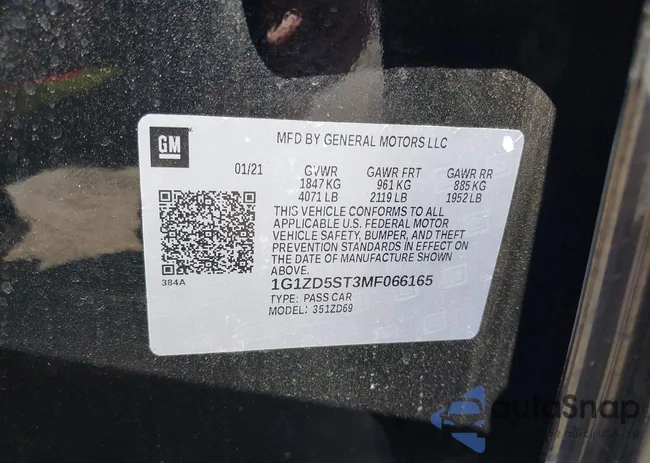 GM
MFD BY GENERAL MOTORS LLC
01/21 GVWR GAWR FRT GAWR RR
1847 KG 961 KG 885 KG
4071 LB 2119 LB 1952 LB
THIS VEHICLE CONFORMS TO ALL
APPLICABLE U.S. FEDERAL MOTOR
VEHICLE SAFETY, BUMPER, AND THEFT
PREVENTION STANDARDS IN EFFECT ON
THE DATE OF MANUFACTURE SHOWN
ABOVE.
384A
1G1ZD5ST3MF066165
TYPE: PASS CAR
MODEL: 351ZD69
autoSnap